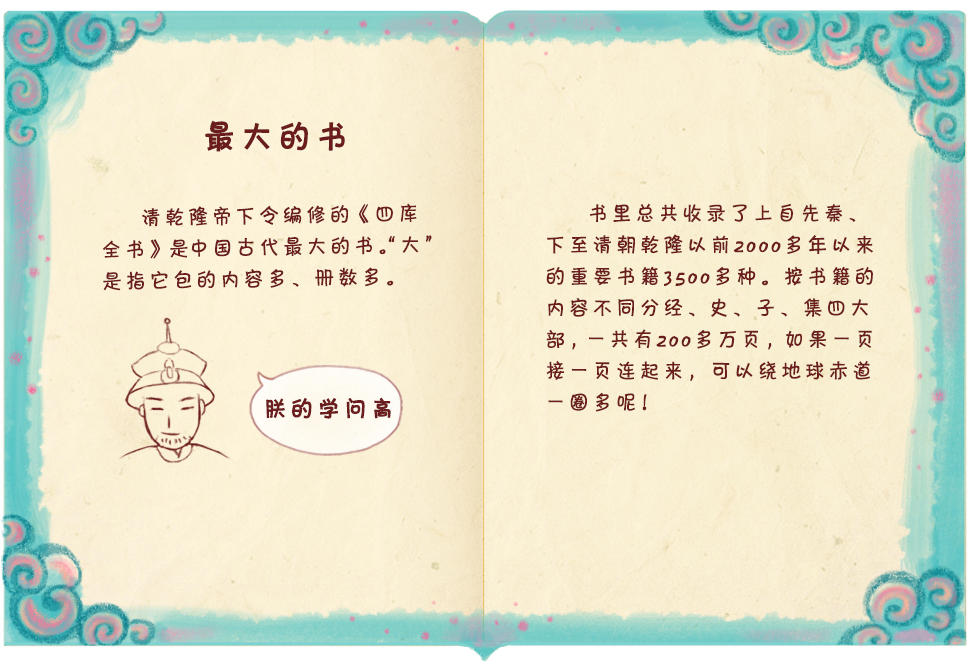 最大的书
清乾隆帝下令编修的《四库
全书》是中国古代最大的书。“大”
是指它包的内容多、册数多。
朕的学问高
书里总共收录了上自先秦、
下至清朝乾隆以前2000多年以来
的重要书籍3500多种。按书籍的
内容不同分经、史、子、集四大
部，一共有200多万页，如果一页
接一页连起来，可以绕地球赤道
一圈多呢！